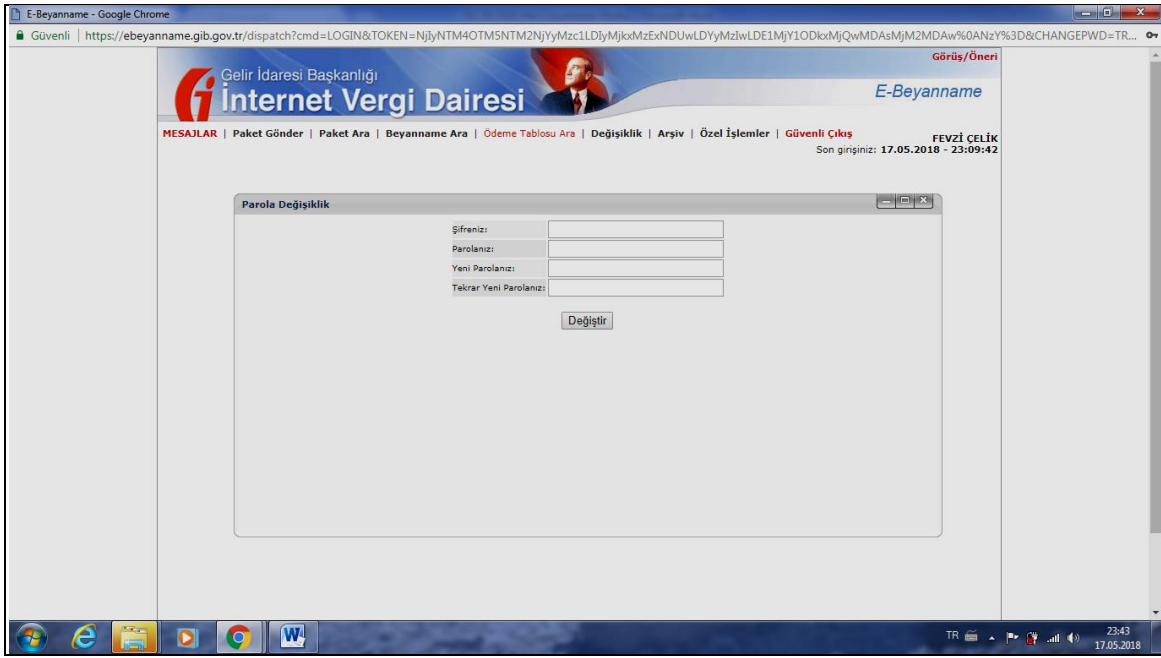 E-Beyanname - Google Chrome
Güvenli | https://ebeyanname.gib.gov.tr/dispatch?cmd=LOGIN&TOKEN=NjIyNTM4OTM5NTM2NjYyMzc1LDIyMjkxMzExNDUwLDYyMzIwLDE1MjY1ODkxMjQwMDAsMjM2MDAw%0ANzY%3D&CHANGEPWD=TR...
Görüş/Öneri
Gelir İdaresi Başkanlığı
İnternet Vergi Dairesi
E-Beyanname
MESAJLAR | Paket Gönder | Paket Ara | Beyanname Ara | Ödeme Tablosu Ara | Değişiklik | Arşiv | Özel İşlemler | Güvenli Çıkış
FEVZİ ÇELİK
Son girişiniz: 17.05.2018 - 23:09:42
Parola Değişiklik
Şifreniz:
Parolanız:
Yeni Parolanız:
Tekrar Yeni Parolanız:
Değiştir
TR
23:43
17.05.2018